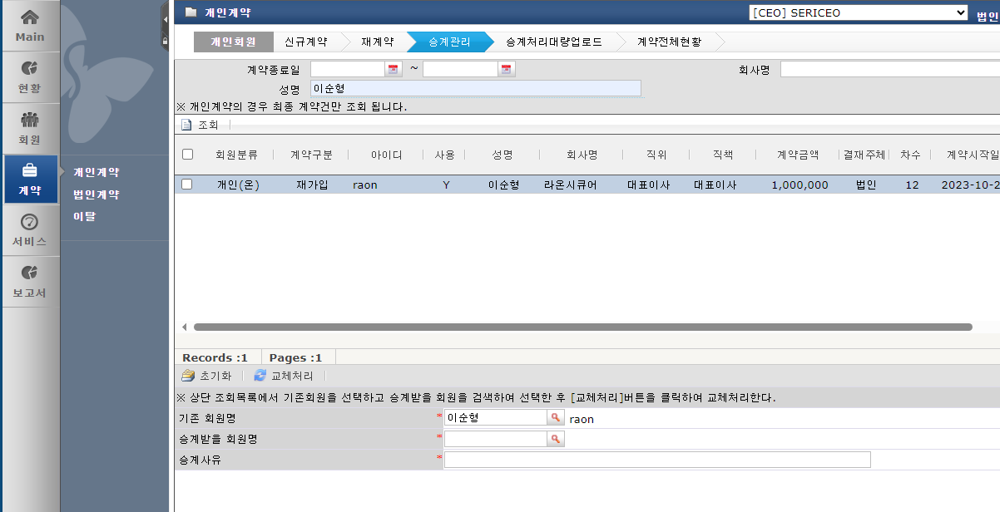 개인계약 [CEO] SERICEO 법인
Main
현황
회원
계약
서비스
보고서
개인계약
법인계약
이탈
개인회원 신규계약 재계약 승계관리 승계처리대량업로드 계약전체현황
계약종료일 ~ 회사명
성명 이순형
※ 개인계약의 경우 최종 계약건만 조회 됩니다.
조회
회원분류 계약구분 아이디 사용 성명 회사명 직위 직책 계약금액 결재주체 차수 계약시작일
개인(온) 재가입 raon Y 이순형 라온시큐어 대표이사 대표이사 1,000,000 법인 12 2023-10-2
Records :1 Pages :1
초기화 교체처리
※ 상단 조회목록에서 기존회원을 선택하고 승계받을 회원을 검색하여 선택한 후 [교체처리]버튼을 클릭하여 교체처리한다.
기존 회원명 * 이순형 raon
승계받을 회원명 *
승계사유 *